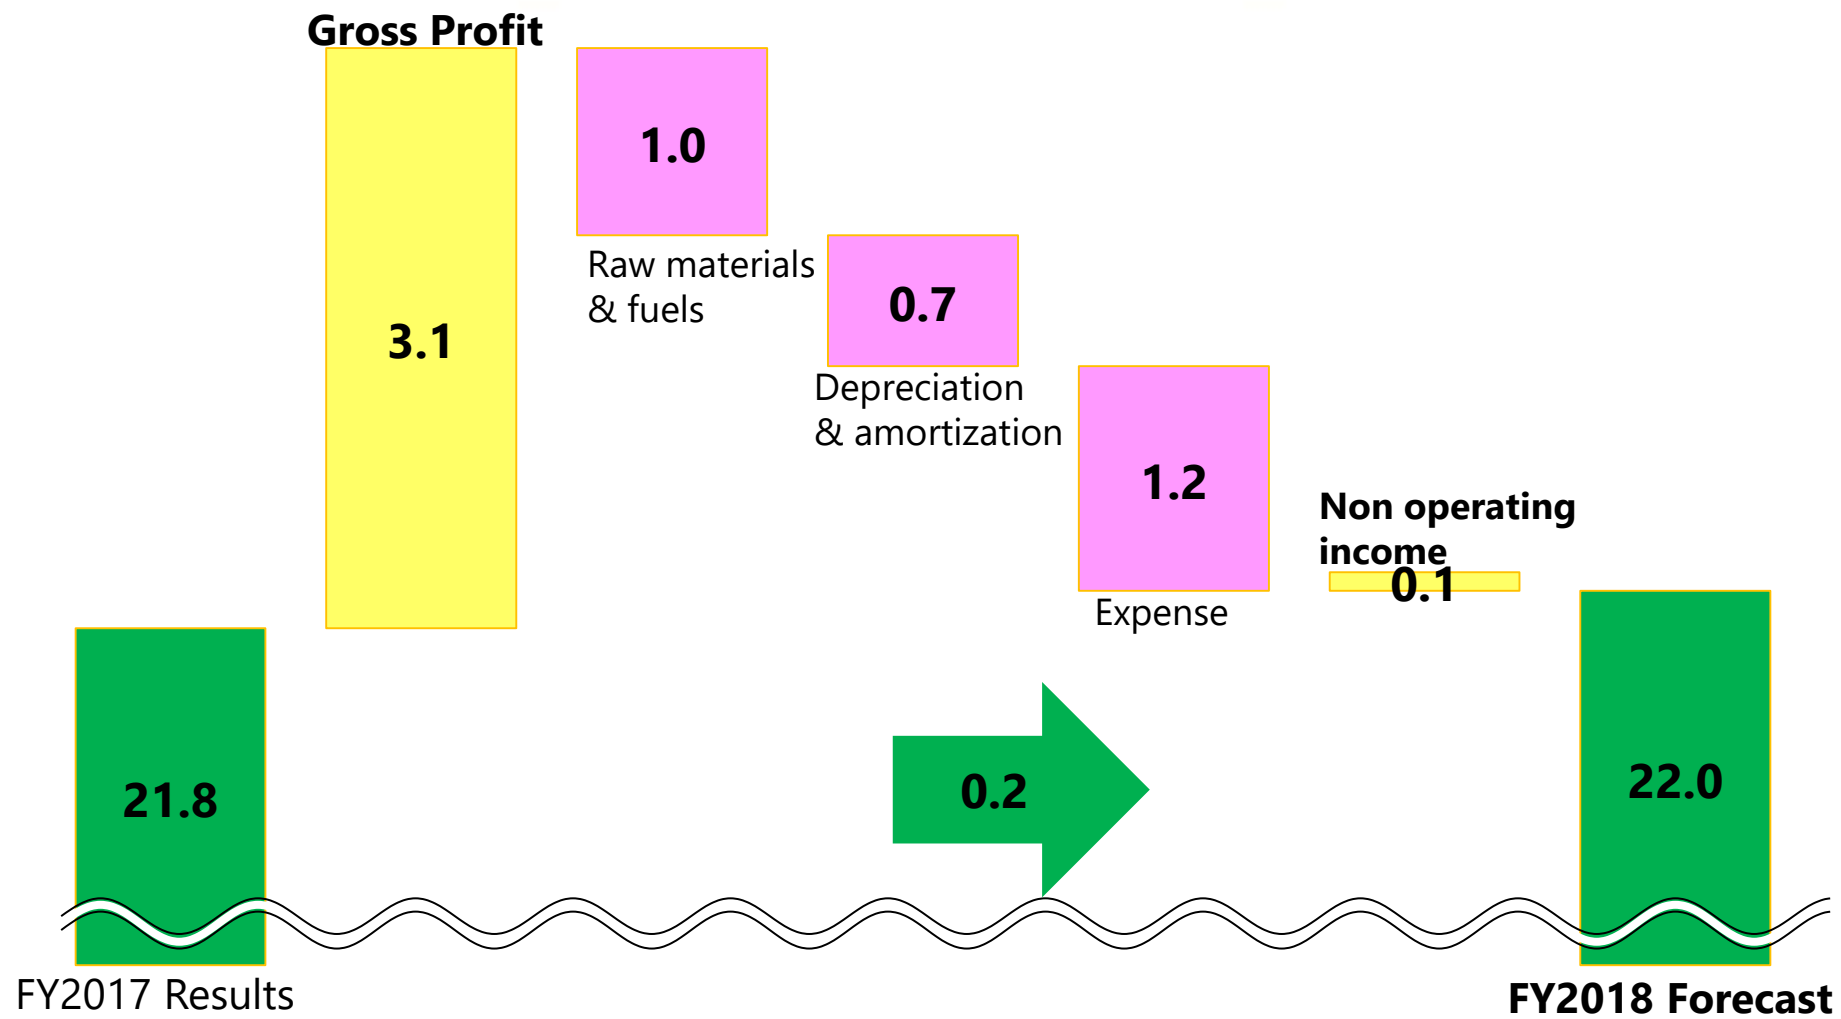 Gross Profit
3.1
1.0
Raw materials
& fuels
0.7
Depreciation
& amortization
1.2
Expense
Non operating
income
0.1
21.8
0.2
22.0
FY2017 Results
FY2018 Forecast